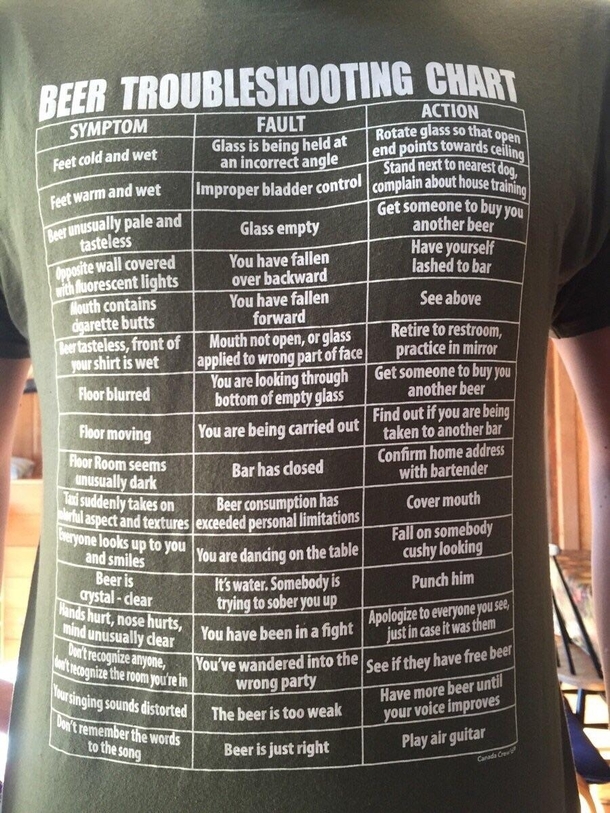 BEER TROUBLESHOOTING CHART
SYMPTOM
FAULT
ACTION
Feet cold and wet
Glass is being held at
an incorrect angle
Rotate glass so that open
end points towards ceiling
Feet warm and wet
Improper bladder control
Stand next to nearest dog,
complain about house training
Beer unusually pale and
tasteless
Glass empty
Get someone to buy you
another beer
Opposite wall covered
with fluorescent lights
You have fallen
over backward
Have yourself
lashed to bar
Mouth contains
cigarette butts
You have fallen
forward
See above
Beer tasteless, front of
your shirt is wet
Mouth not open, or glass
applied to wrong part of face
Retire to restroom,
practice in mirror
Floor blurred
You are looking through
bottom of empty glass
Get someone to buy you
another beer
Floor moving
You are being carried out
Find out if you are being
taken to another bar
Floor Room seems
unusually dark
Bar has closed
Confirm home address
with bartender
Taxi suddenly takes on
aspect and textures
Beer consumption has
exceeded personal limitations
Cover mouth
Everyone looks up to you
and smiles
You are dancing on the table
Fall on somebody
cushy looking
Beer is
crystal - clear
It's water. Somebody is
trying to sober you up
Punch him
Hands hurt, nose hurts,
mind unusually clear
You have been in a fight
Apologize to everyone you see,
just in case it was them
Don't recognize anyone,
don't recognize the room you're in
You've wandered into the
wrong party
See if they have free beer
Your singing sounds distorted
The beer is too weak
Have more beer until
your voice improves
Don't remember the words
to the song
Beer is just right
Play air guitar
Canada Crew